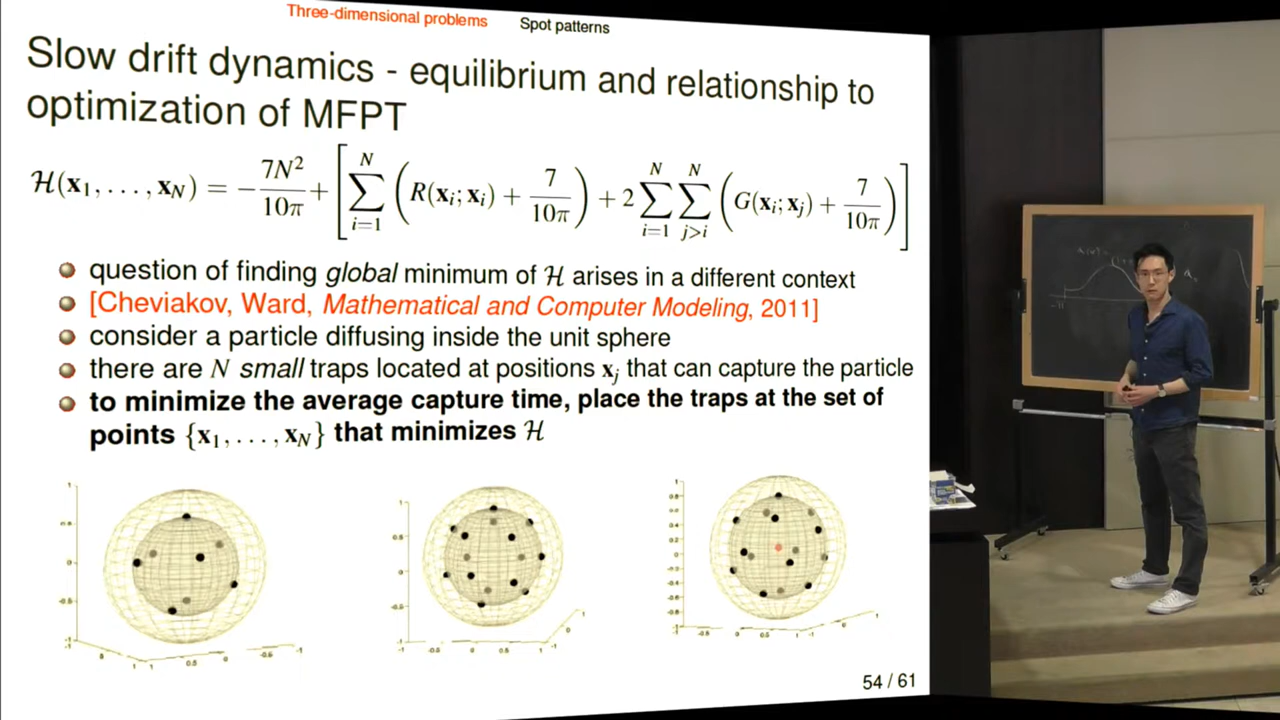 Three-dimensional problems Spot patterns
Slow drift dynamics - equilibrium and relationship to
optimization of MFPT
ℋ(x₁, …, x_N) = −7N²/10π + [ ∑_{i=1}^{N} ( R(xᵢ; xᵢ) + 7/10π ) + 2 ∑_{i=1}^{N} ∑_{j>i}^{N} ( G(xᵢ; xⱼ) + 7/10π ) ]
question of finding global minimum of ℋ arises in a different context
[Cheviakov, Ward, Mathematical and Computer Modeling, 2011]
consider a particle diffusing inside the unit sphere
there are N small traps located at positions xⱼ that can capture the particle
to minimize the average capture time, place the traps at the set of
points {x₁, …, x_N} that minimizes ℋ
54 / 61